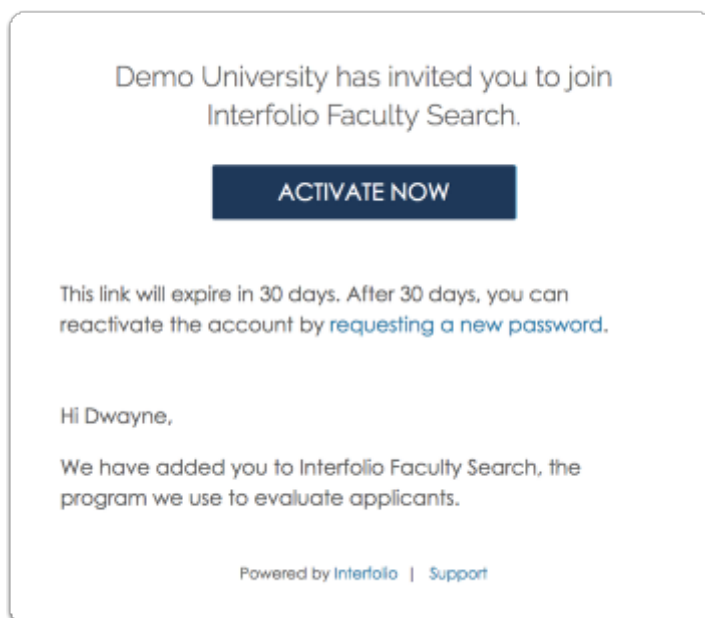 Demo University has invited you to join
Interfolio Faculty Search.
ACTIVATE NOW
This link will expire in 30 days. After 30 days, you can
reactivate the account by requesting a new password.
Hi Dwayne,
We have added you to Interfolio Faculty Search, the
program we use to evaluate applicants.
Powered by Interfolio | Support